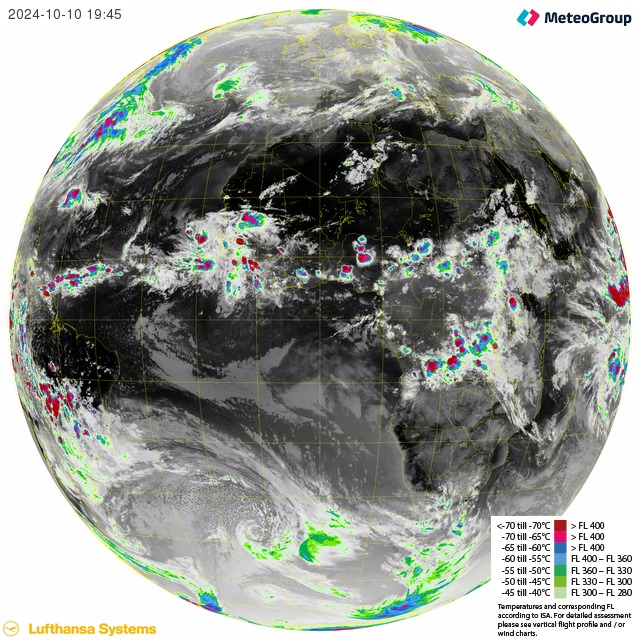 2024-10-10 19:45
MeteoGroup
<-70 till -70°C > FL 400
-70 till -65°C > FL 400
-65 till -60°C > FL 400
-60 till -55°C FL 400 – FL 360
-55 till -50°C FL 360 – FL 330
-50 till -45°C FL 330 – FL 300
-45 till -40°C FL 300 – FL 280
Temperatures and corresponding FL
according to ISA. For detailed assessment
please see vertical flight profile and / or
wind charts.
Lufthansa Systems